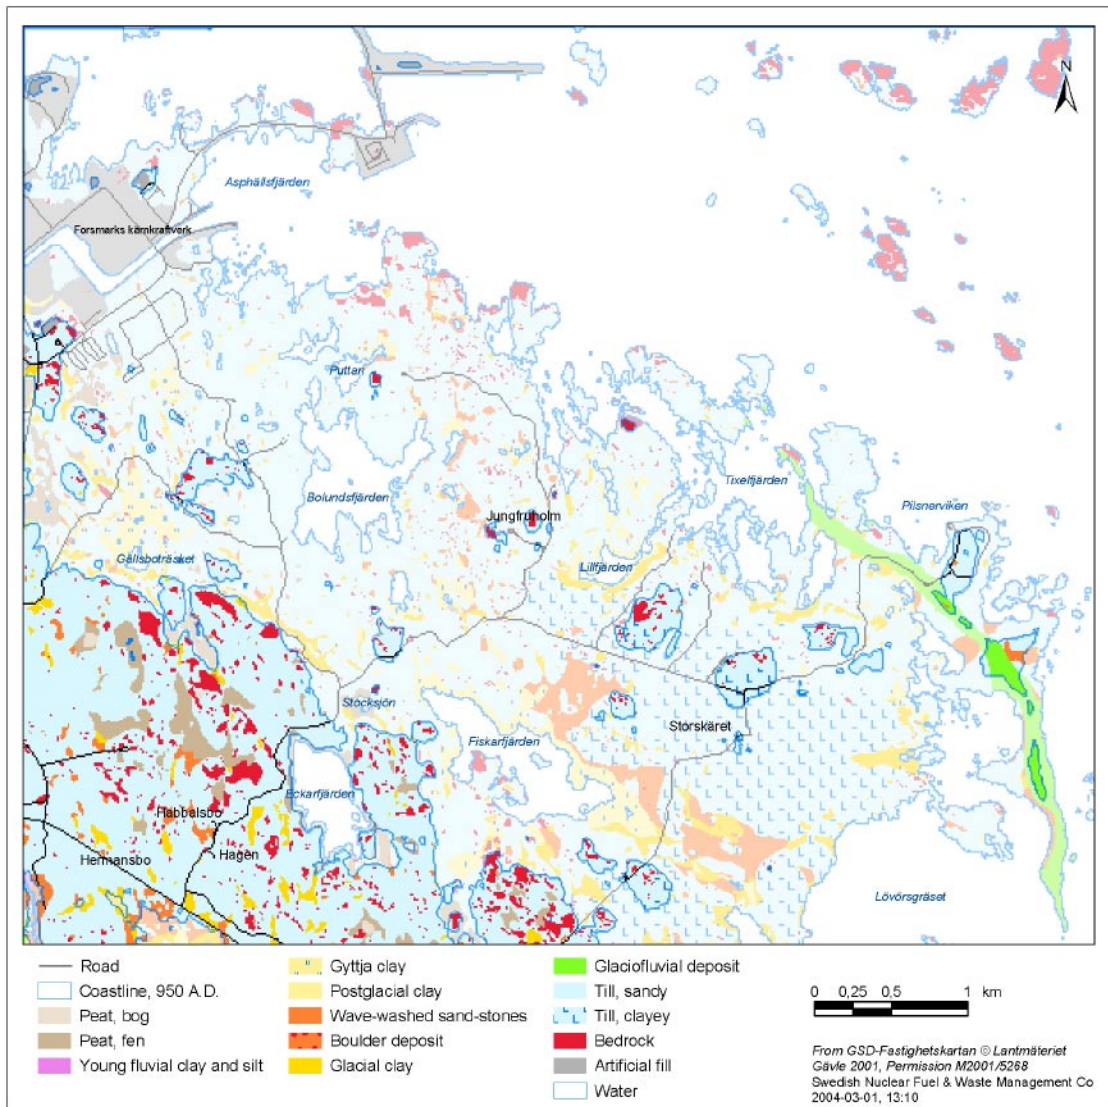 N
Asphällsfjärden
Forsmarks kärnkraftverk
Puttan
Bolundsfjärden
Tixelfjärden
Pilsnerviken
Jungfruholm
Gällsboträsket
Lillfjärden
Stocksjön
Storskäret
Fiskarfjärden
Eckarfjärden
Habbalsbo
Hermansbo
Hagen
Lövörsgräset
Road
Coastline, 950 A.D.
Peat, bog
Peat, fen
Young fluvial clay and silt
Gyttja clay
Postglacial clay
Wave-washed sand-stones
Boulder deposit
Glacial clay
Glaciofluvial deposit
Till, sandy
Till, clayey
Bedrock
Artificial fill
Water
0 0,25 0,5 1 km
From GSD-Fastighetskartan © Lantmäteriet
Gävle 2001, Permission M2001/5268
Swedish Nuclear Fuel & Waste Management Co
2004-03-01, 13:10